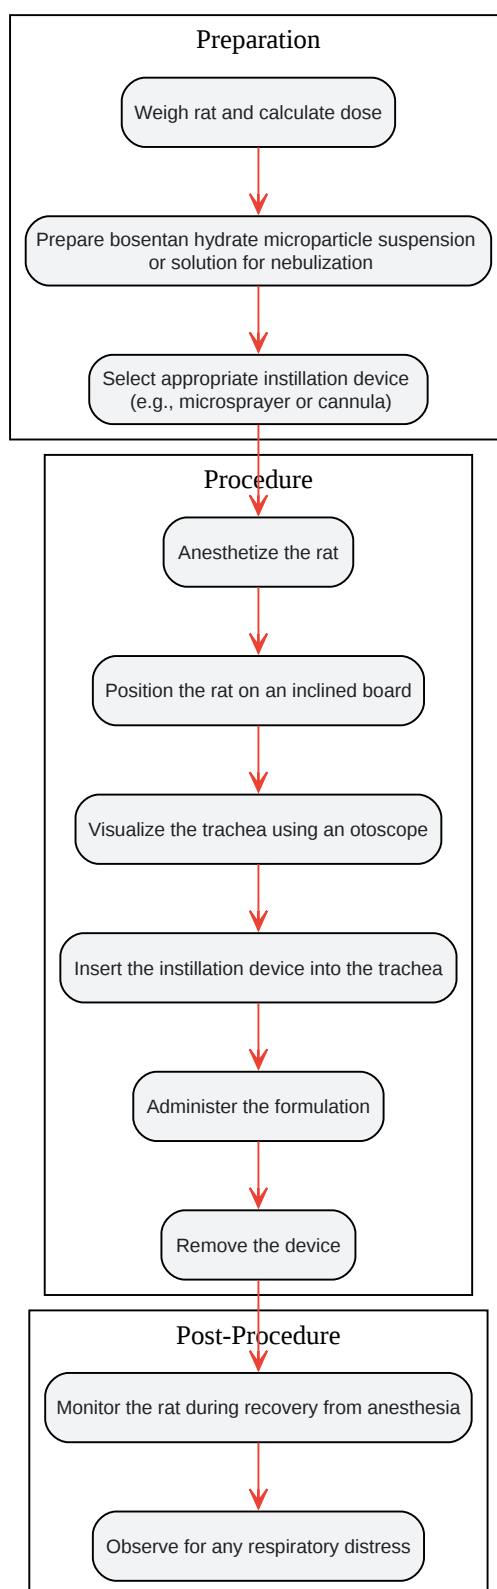 Preparation
Weigh rat and calculate dose
Prepare bosentan hydrate microparticle suspension
or solution for nebulization
Select appropriate instillation device
(e.g., microsprayer or cannula)
Procedure
Anesthetize the rat
Position the rat on an inclined board
Visualize the trachea using an otoscope
Insert the instillation device into the trachea
Administer the formulation
Remove the device
Post-Procedure
Monitor the rat during recovery from anesthesia
Observe for any respiratory distress